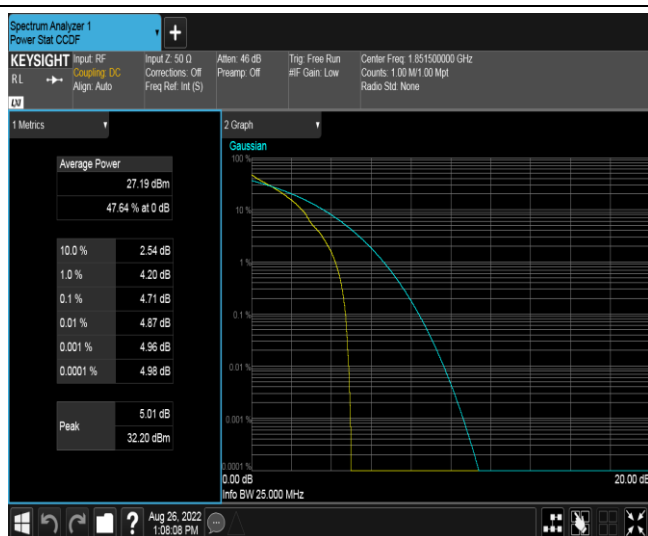 Spectrum Analyzer 1
Power Stat CCDF
+
KEYSIGHT
RL
LXI
Input: RF
Coupling: DC
Align: Auto
Input Z: 50 Ω
Corrections: Off
Freq Ref: Int (S)
Atten: 46 dB
Preamp: Off
Trig: Free Run
#IF Gain: Low
Center Freq: 1.851500000 GHz
Counts: 1.00 M/1.00 Mpt
Radio Std: None
1 Metrics
Average Power
27.19 dBm
47.64 % at 0 dB
10.0 % 2.54 dB
1.0 % 4.20 dB
0.1 % 4.71 dB
0.01 % 4.87 dB
0.001 % 4.96 dB
0.0001 % 4.98 dB
Peak
5.01 dB
32.20 dBm
2 Graph
Gaussian
100 %
10 %
1 %
0.1 %
0.01 %
0.001 %
0.0001 %
0.00 dB
20.00 dB
Info BW 25.000 MHz
?
Aug 26, 2022
1:08:08 PM